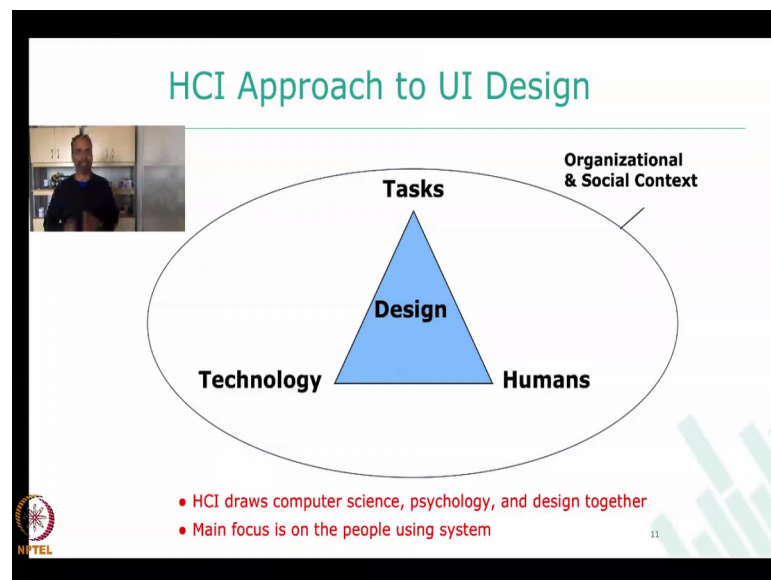 HCI Approach to UI Design
Organizational
& Social Context
Tasks
Design
Technology
Humans
• HCI draws computer science, psychology, and design together
• Main focus is on the people using system
11
NPTEL